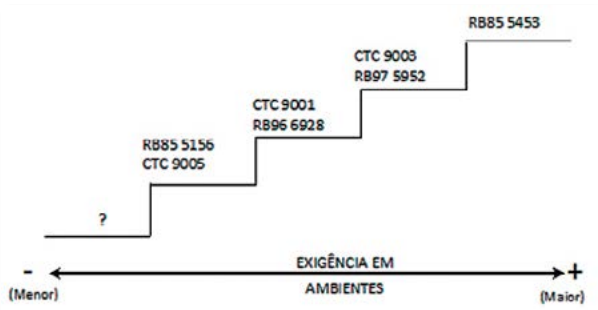 RB85 5453
CTC 9003
RB97 5952
CTC 9001
RB96 6928
RB85 5156
CTC 9005
?
- +
EXIGÊNCIA EM
AMBIENTES
(Menor) (Maior)